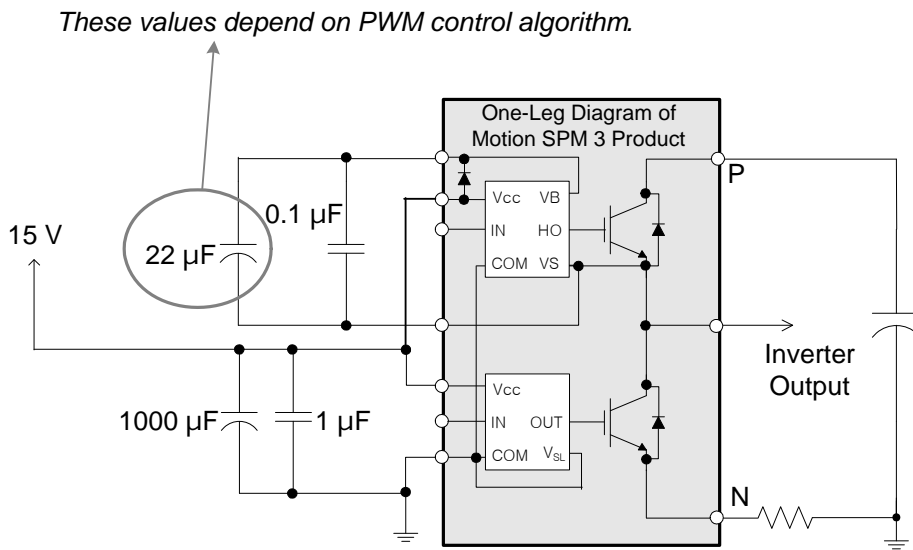 These values depend on PWM control algorithm.
One-Leg Diagram of
Motion SPM 3 Product
P
Vcc VB
0.1 µF
IN HO
15 V
22 µF
COM VS
Inverter
Output
Vcc
1000 µF
1 µF
IN OUT
COM VSL
N